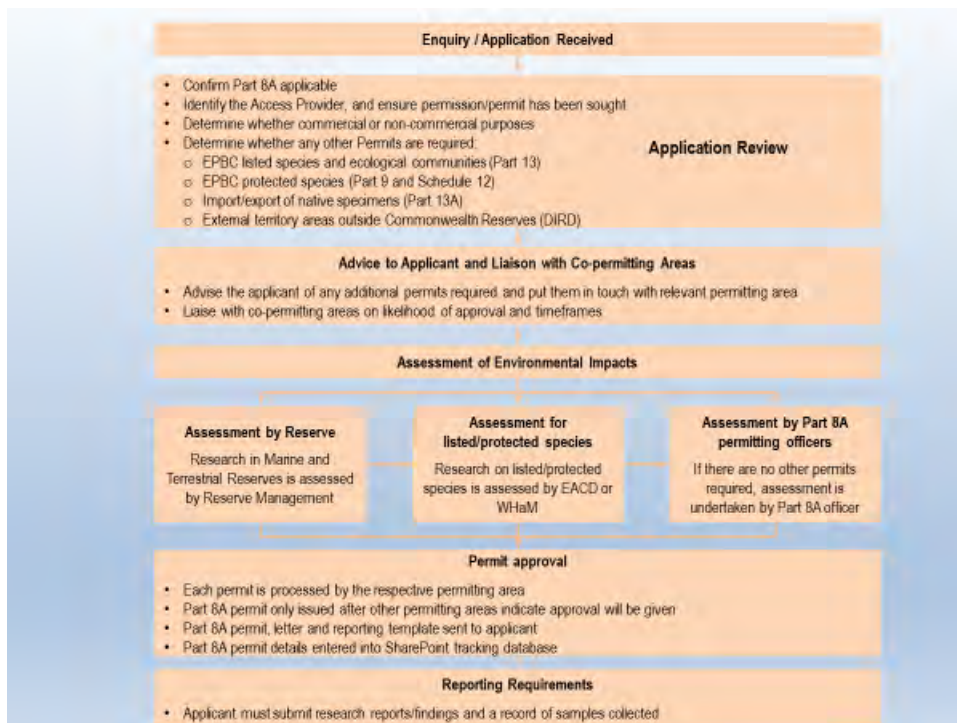 Enquiry / Application Received
• Confirm Part 8A applicable
• Identify the Access Provider, and ensure permission/permit has been sought
• Determine whether commercial or non-commercial purposes
• Determine whether any other Permits are required:
o EPBC listed species and ecological communities (Part 13)
o EPBC protected species (Part 9 and Schedule 12)
o Import/export of native specimens (Part 13A)
o External territory areas outside Commonwealth Reserves (DIRD)
Application Review
Advice to Applicant and Liaison with Co-permitting Areas
• Advise the applicant of any additional permits required and put them in touch with relevant permitting area
• Liaise with co-permitting areas on likelihood of approval and timeframes
Assessment of Environmental Impacts
Assessment by Reserve
Research in Marine and
Terrestrial Reserves is assessed
by Reserve Management
Assessment for
listed/protected species
Research on listed/protected
species is assessed by EACD or
WHaM
Assessment by Part 8A
permitting officers
If there are no other permits
required, assessment is
undertaken by Part 8A officer
Permit approval
• Each permit is processed by the respective permitting area
• Part 8A permit only issued after other permitting areas indicate approval will be given
• Part 8A permit, letter and reporting template sent to applicant
• Part 8A permit details entered into SharePoint tracking database
Reporting Requirements
• Applicant must submit research reports/findings and a record of samples collected